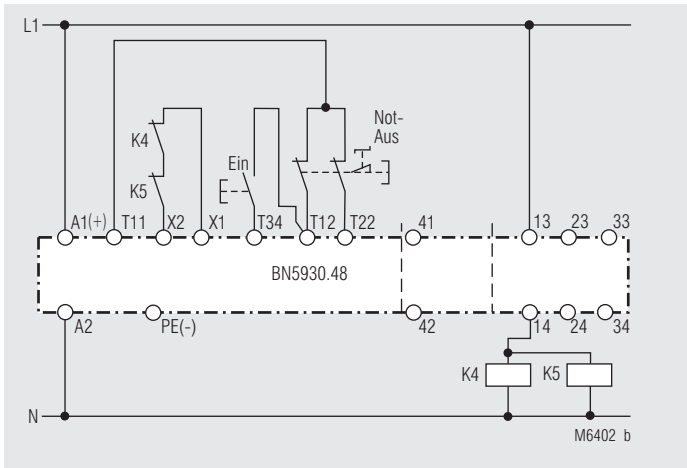 L1
Not-
Aus
K4
Ein
K5
A1(+) T11 X2 X1 T34 T12 T22 41 13 23 33
BN5930.48
A2 PE(-) 42 14 24 34
K4 K5
N
M6402 b